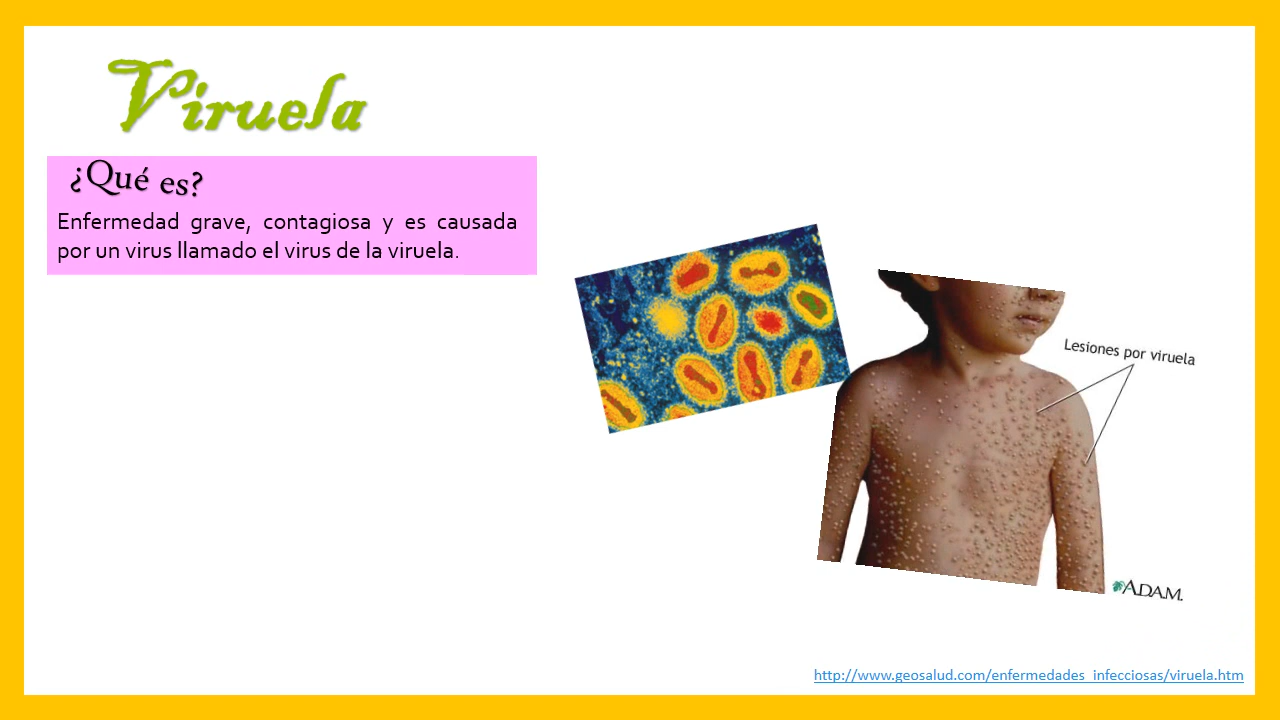 Viruela
¿Qué es?
Enfermedad grave, contagiosa y es causada
por un virus llamado el virus de la viruela.
Lesiones por viruela
ADAM.
http://www.geosalud.com/enfermedades_infecciosas/viruela.htm